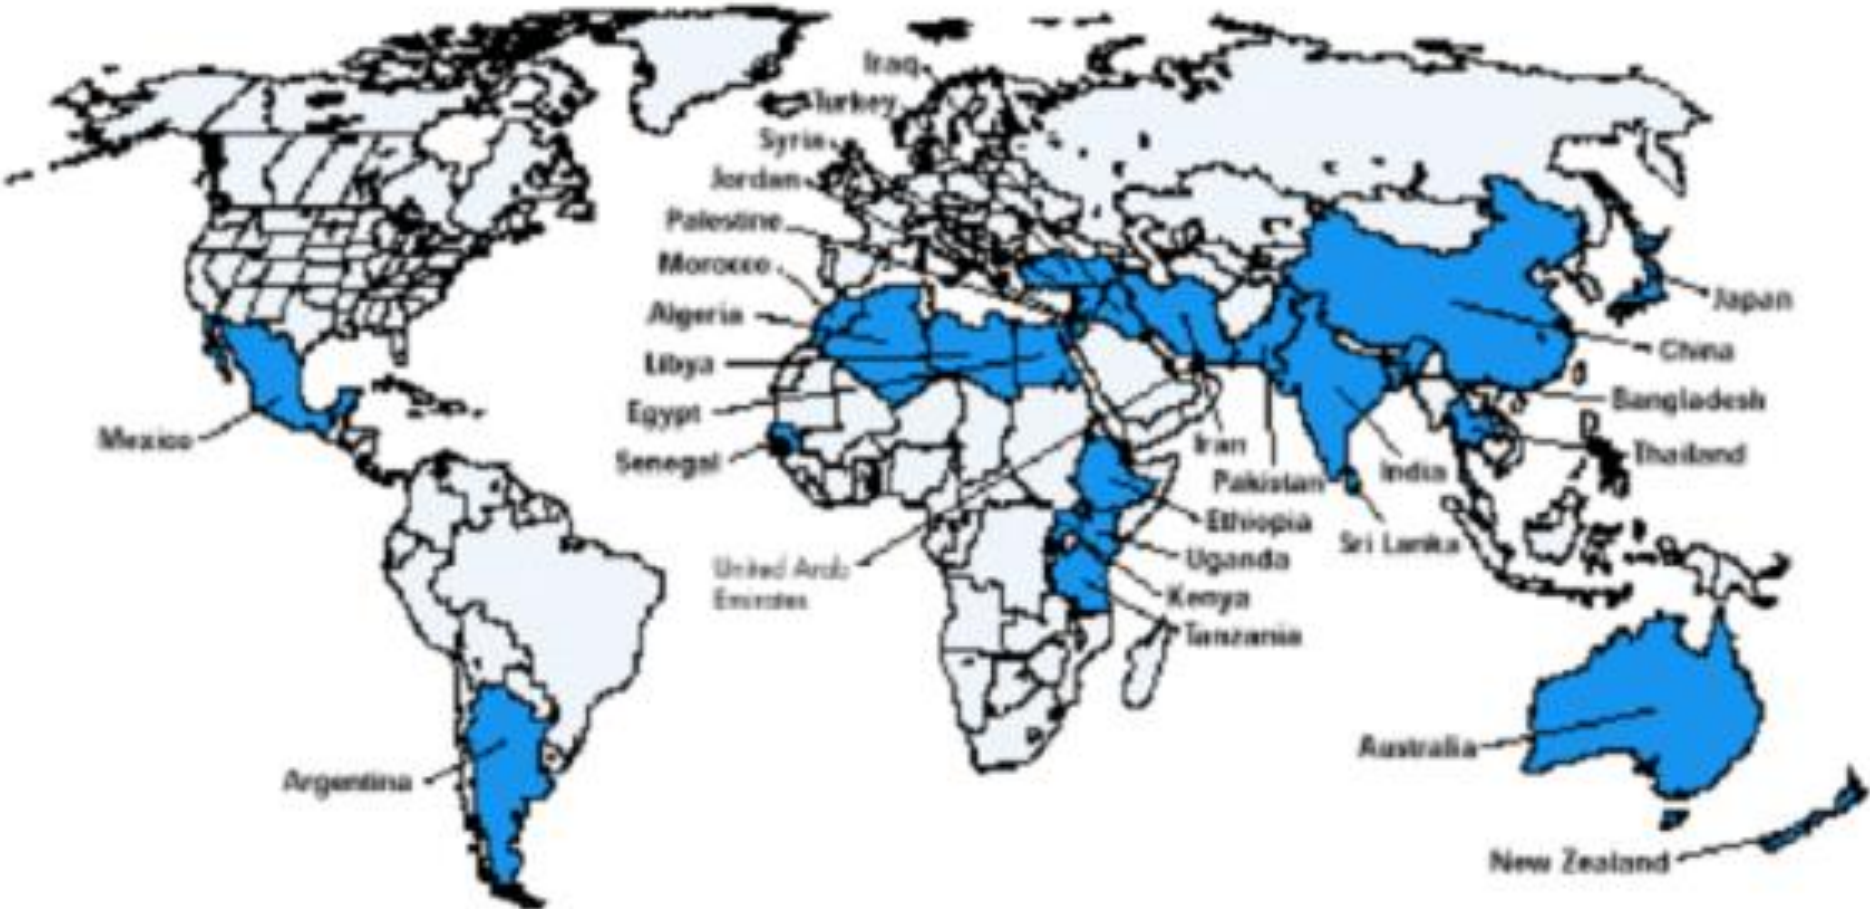 Iraq
Turkey
Syria
Jordan
Palestine
Morocco
Algeria
Libya
Egypt
Senegal
Mexico
United Arab
Emirates
Argentina
Japan
China
Bangladesh
Thailand
Iran
Pakistan
India
Ethiopia
Sri Lanka
Uganda
Kenya
Tanzania
Australia
New Zealand